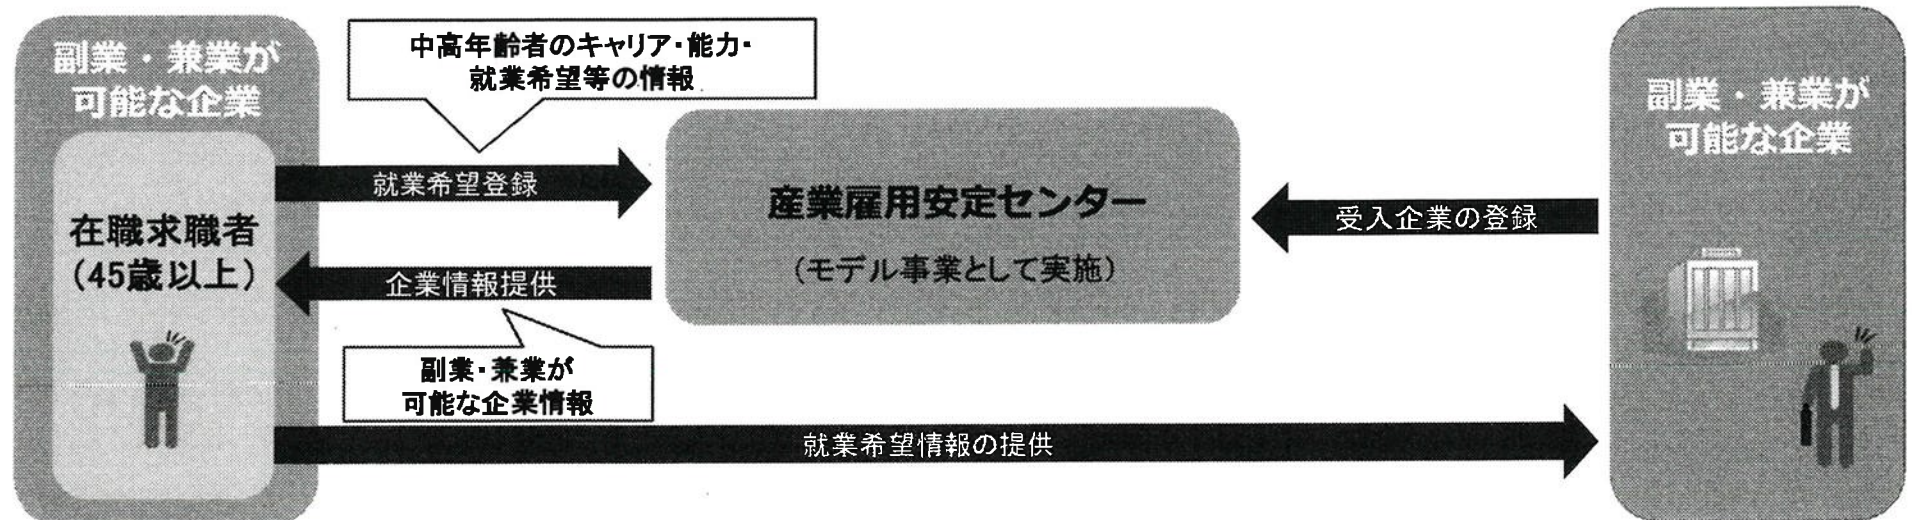 副業・兼業が
可能な企業
在職求職者
(45歳以上)
中高年齢者のキャリア・能力・
就業希望等の情報
就業希望登録
企業情報提供
副業・兼業が
可能な企業情報
産業雇用安定センター
(モデル事業として実施)
受入企業の登録
就業希望情報の提供
副業・兼業が
可能な企業